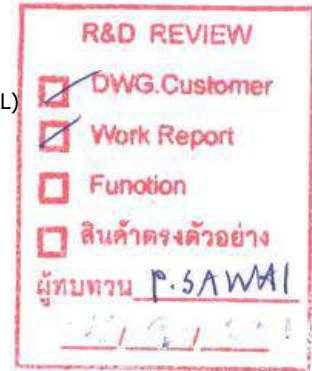 R&D REVIEW
L)
DWG.Customer
Work Report
Function
สินค้าตรงตัวอย่าง
ผู้ทบทวน P.SAWAI